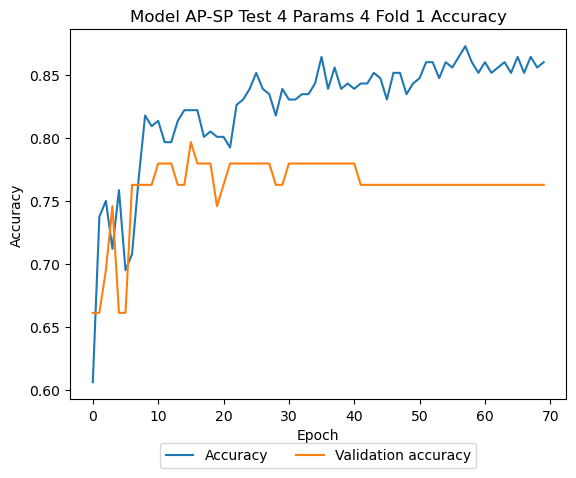 Model AP-SP Test 4 Params 4 Fold 1 Accuracy
0.85
0.80
0.75
0.70
0.65
0.60
Accuracy
0 10 20 30 40 50 60 70
Epoch
Accuracy Validation accuracy